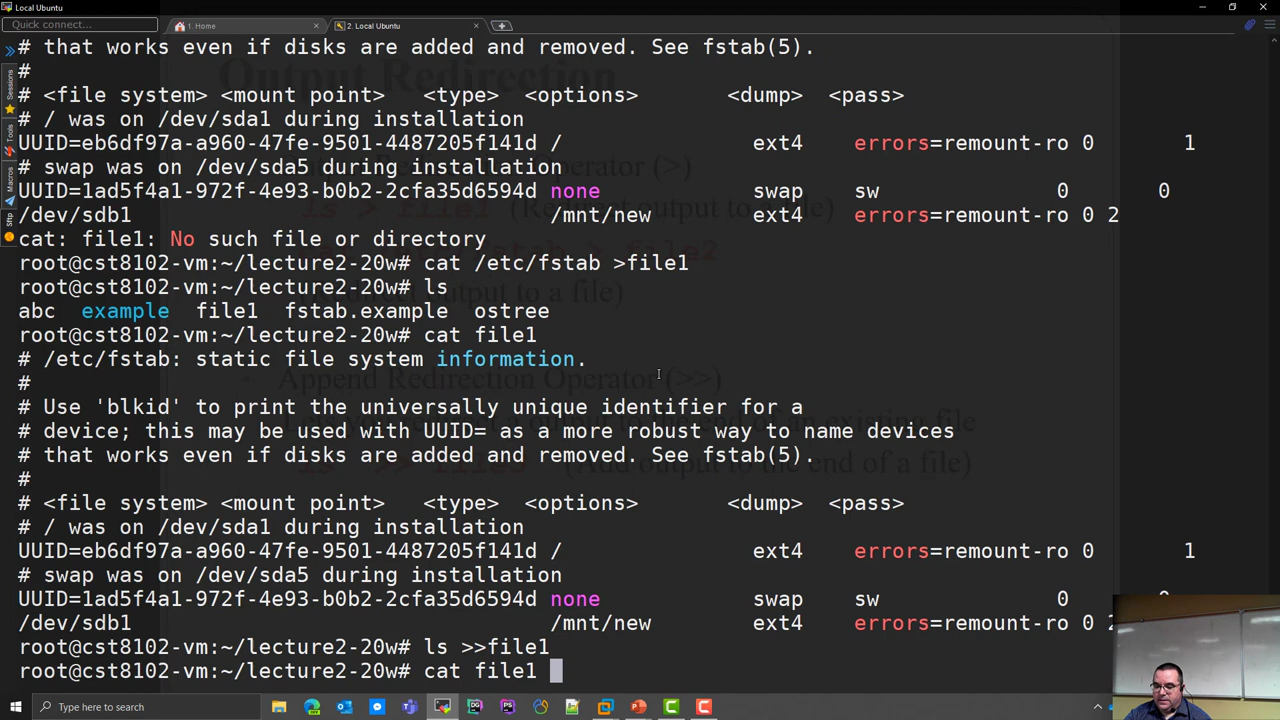 Local Ubuntu
Quick connect...
1. Home
2. Local Ubuntu
Sessions
Tools
Macros
Sftp
# that works even if disks are added and removed. See fstab(5).
#
# <file system> <mount point>   <type>  <options>       <dump>  <pass>
# / was on /dev/sda1 during installation
UUID=eb6df97a-a960-47fe-9501-4487205f141d /               ext4    errors=remount-ro 0       1
# swap was on /dev/sda5 during installation
UUID=1ad5f4a1-972f-4e93-b0b2-2cfa35d6594d none            swap    sw              0       0
/dev/sdb1                                 /mnt/new        ext4    errors=remount-ro 0 2
cat: file1: No such file or directory
root@cst8102-vm:~/lecture2-20w# cat /etc/fstab >file1
root@cst8102-vm:~/lecture2-20w# ls
abc  example  file1  fstab.example  ostree
root@cst8102-vm:~/lecture2-20w# cat file1
# /etc/fstab: static file system information.
#
# Use 'blkid' to print the universally unique identifier for a
# device; this may be used with UUID= as a more robust way to name devices
# that works even if disks are added and removed. See fstab(5).
#
# <file system> <mount point>   <type>  <options>       <dump>  <pass>
# / was on /dev/sda1 during installation
UUID=eb6df97a-a960-47fe-9501-4487205f141d /               ext4    errors=remount-ro 0       1
# swap was on /dev/sda5 during installation
UUID=1ad5f4a1-972f-4e93-b0b2-2cfa35d6594d none            swap    sw              0
/dev/sdb1                                 /mnt/new        ext4    errors=remount-ro 0
root@cst8102-vm:~/lecture2-20w# ls >>file1
root@cst8102-vm:~/lecture2-20w# cat file1
Output Redirection
Redirection Operator (>)
ls > file1 (Redirect output to a file)
> file2
(Redirect output to a file)
• Append Redirection Operator (>>)
output to the end of an existing file
ls >> file3 (Add output to the end of a file)
Type here to search